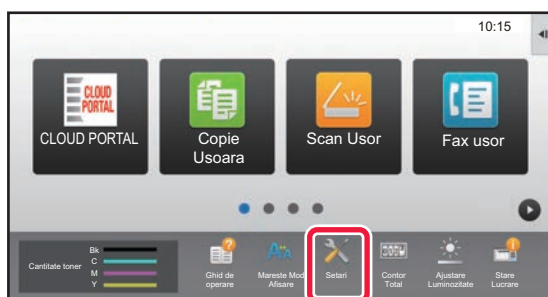 10:15
CLOUD
PORTAL
CLOUD PORTAL
Copie
Usoara
Scan Usor
Fax usor
Cantitate toner
Bk
C
M
Y
Ghid de
operare
Mareste Mod
Afisare
Setari
Contor
Total
Ajustare
Luminozitate
Stare
Lucrare